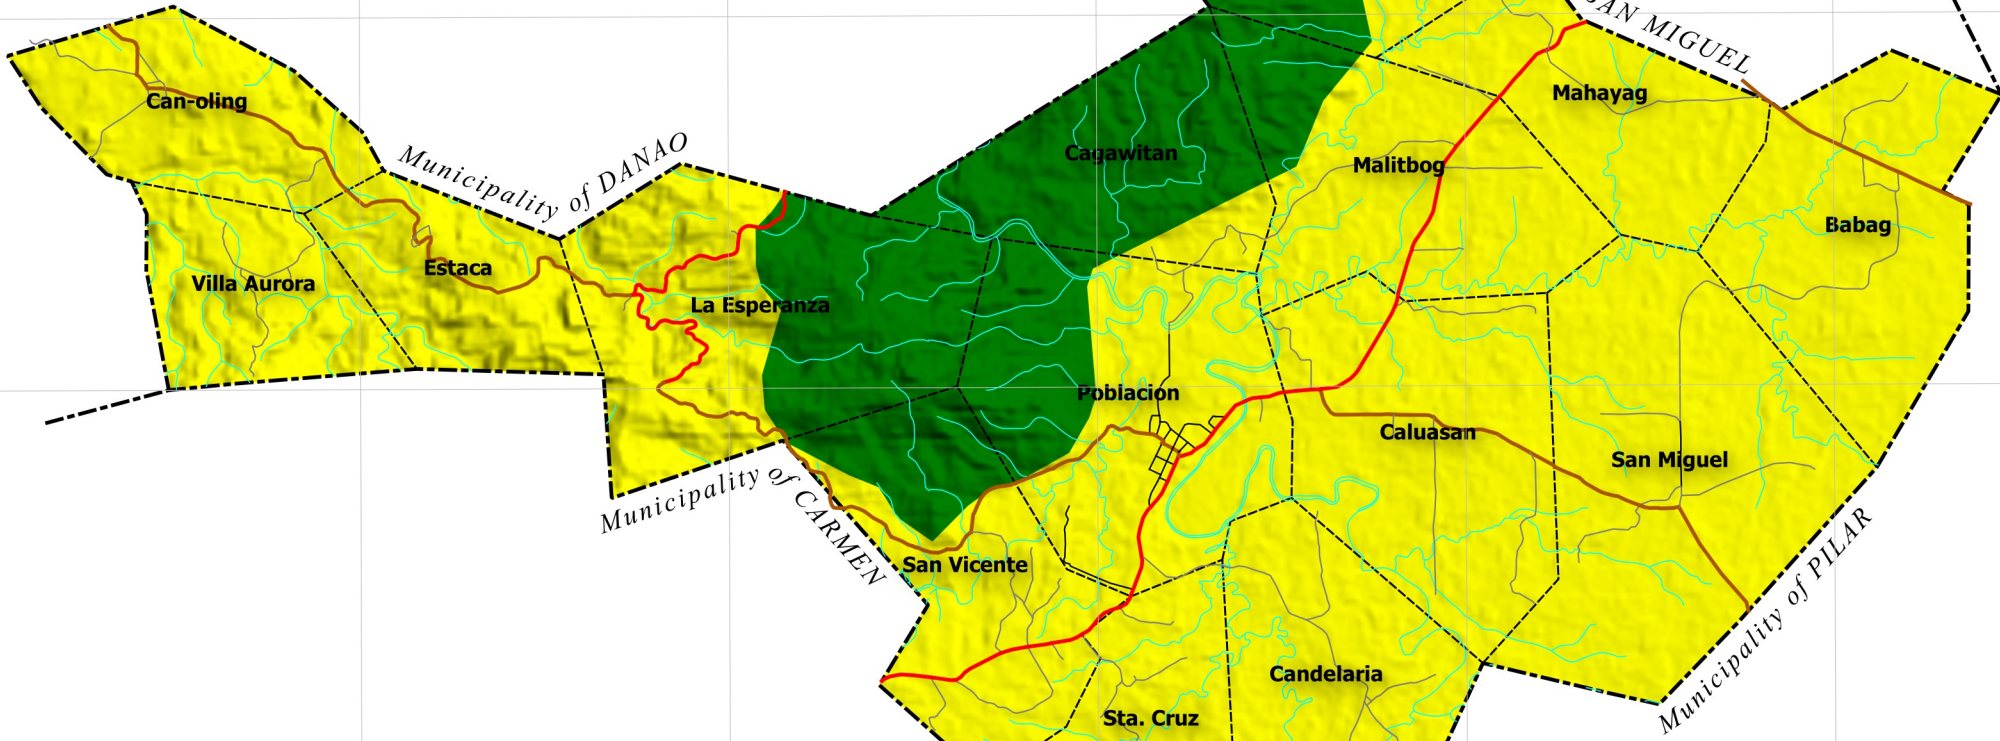 SAN MIGUEL
Can-oling
Mahayag
Municipality of DANAO
Cagawitan
Malitbog
Babag
Villa Aurora
Estaca
La Esperanza
Poblacion
Caluasan
San Miguel
Municipality of CARMEN
San Vicente
Municipality of PILAR
Candelaria
Sta. Cruz